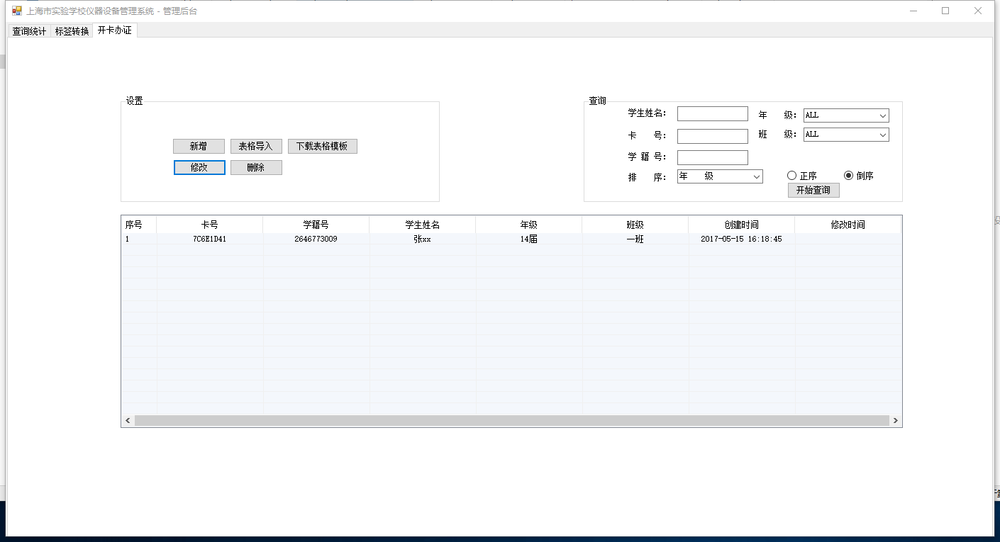 上海市实验学校仪器设备管理系统 - 管理后台
查询统计 标签转换 开卡办证
设置
新增 表格导入 下载表格模板
修改 删除
查询
学生姓名： 年 级： ALL
卡 号： 班 级： ALL
学 籍 号：
排 序： 年 级 正序 倒序
开始查询
序号 卡号 学籍号 学生姓名 年级 班级 创建时间 修改时间
1 7C6E1D41 2646773009 张xx 14届 一班 2017-05-15 16:18:45